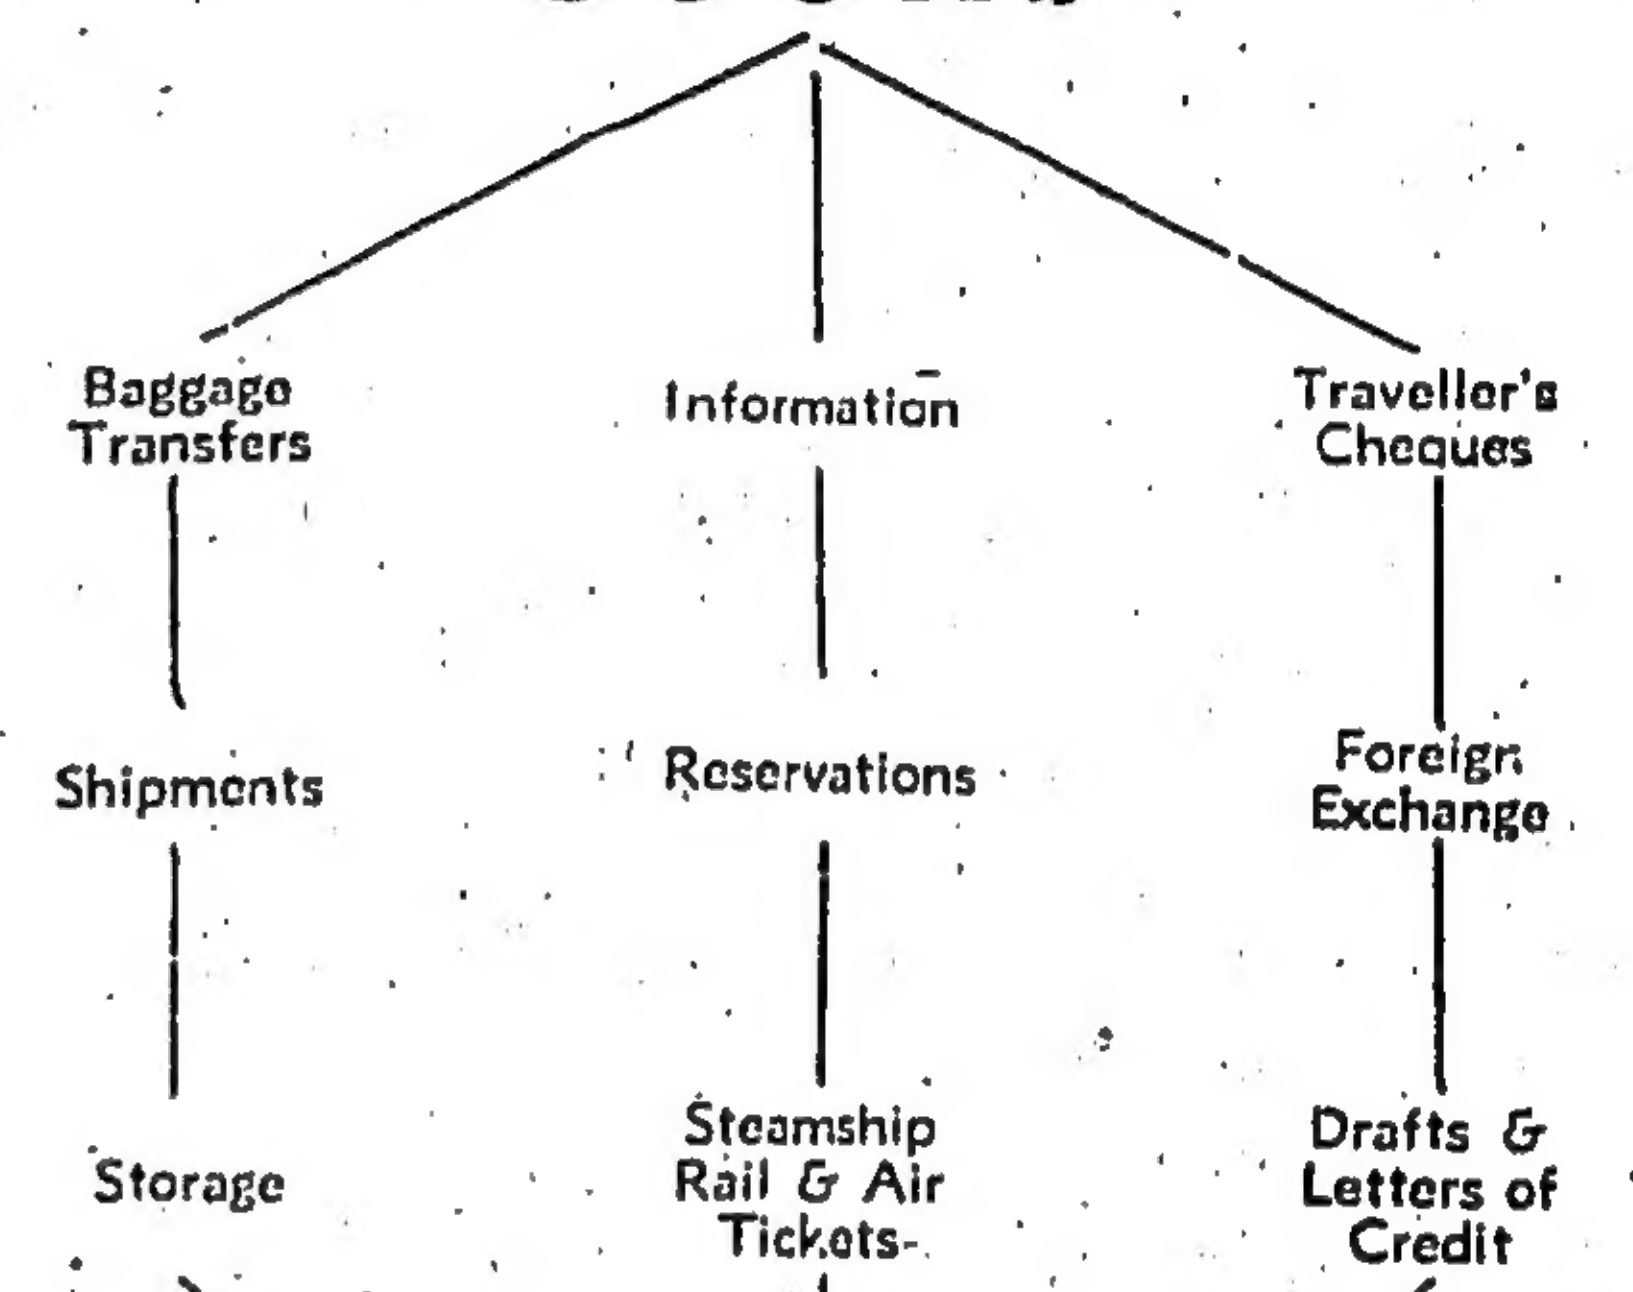 Baggage
Transfers
Information
Traveller's
Cheques
Shipments
Reservations
Foreign
Exchange
Storage
Steamship
Rail & Air
Tickets
Drafts &
Letters of
Credit